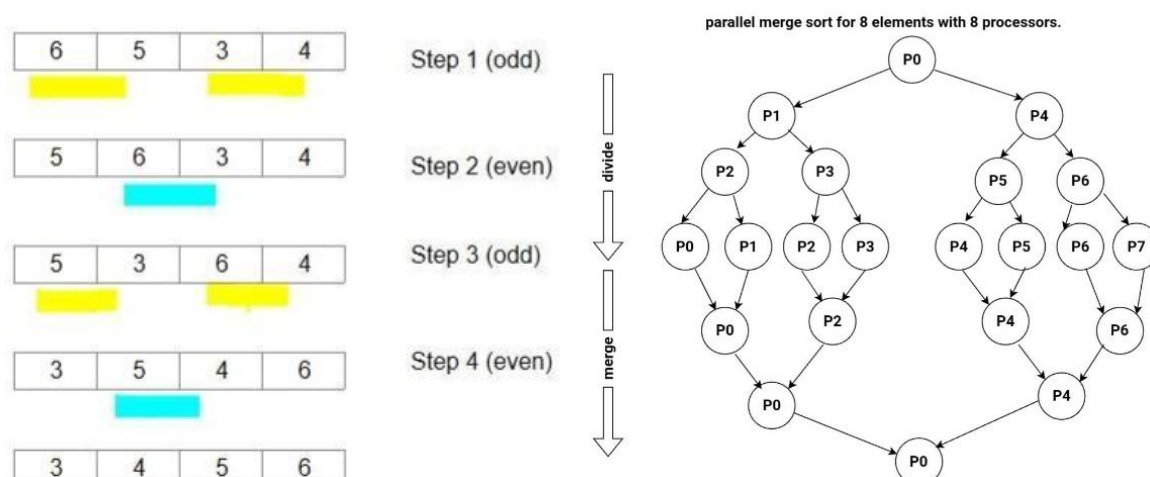 6 5 3 4
Step 1 (odd)
5 6 3 4
Step 2 (even)
5 3 6 4
Step 3 (odd)
3 5 4 6
Step 4 (even)
3 4 5 6
parallel merge sort for 8 elements with 8 processors.
divide
merge
P0
P1 P4
P2 P3 P5 P6
P0 P1 P2 P3 P4 P5 P6 P7
P0 P2 P4 P6
P0 P4
P0